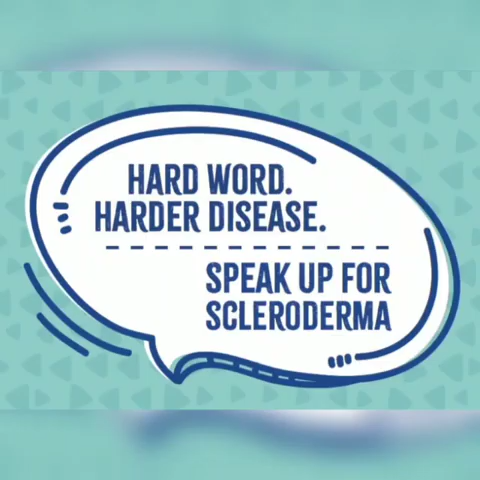 HARD WORD.
HARDER DISEASE.
SPEAK UP FOR
SCLERODERMA